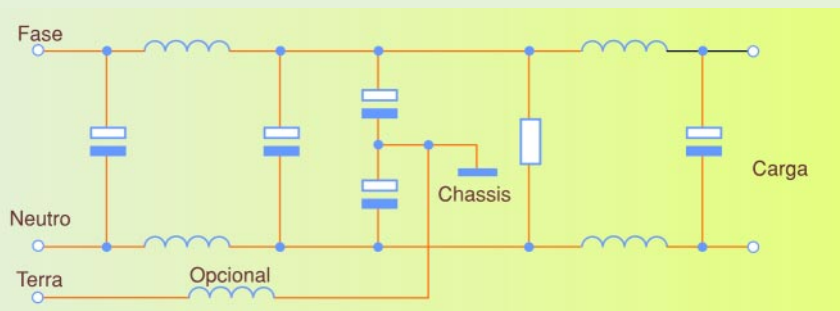 Fase
Chassis
Carga
Neutro
Terra
Opcional